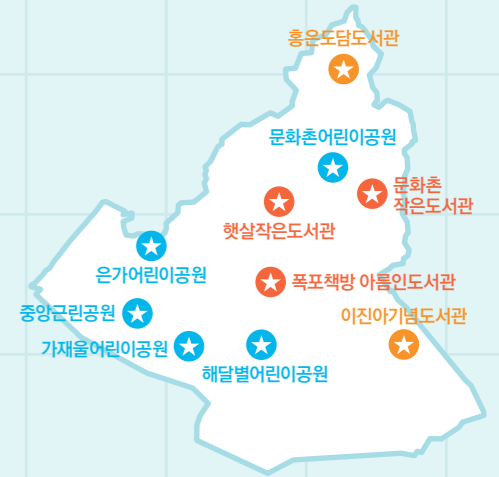 홍은도담도서관
문화촌어린이공원
문화촌
작은도서관
햇살작은도서관
은가어린이공원
폭포책방 아름인도서관
중앙근린공원
이진아기념도서관
가재울어린이공원
해달별어린이공원